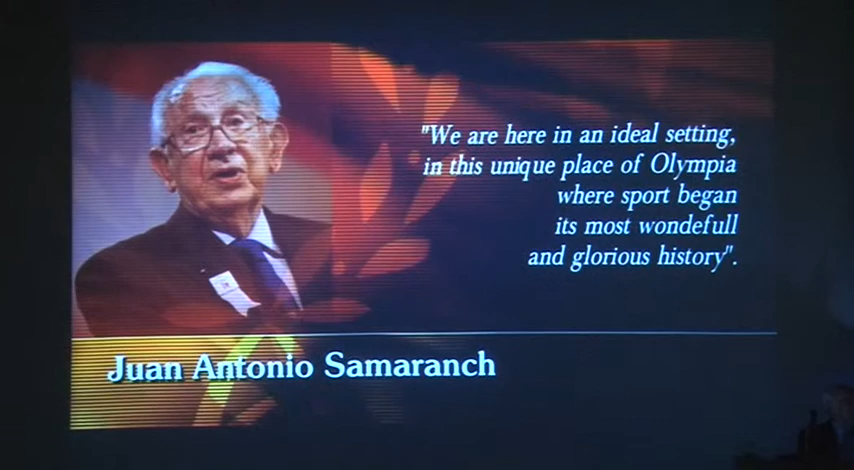 "We are here in an ideal setting,
in this unique place of Olympia
where sport began
its most wondefull
and glorious history".
Juan Antonio Samaranch